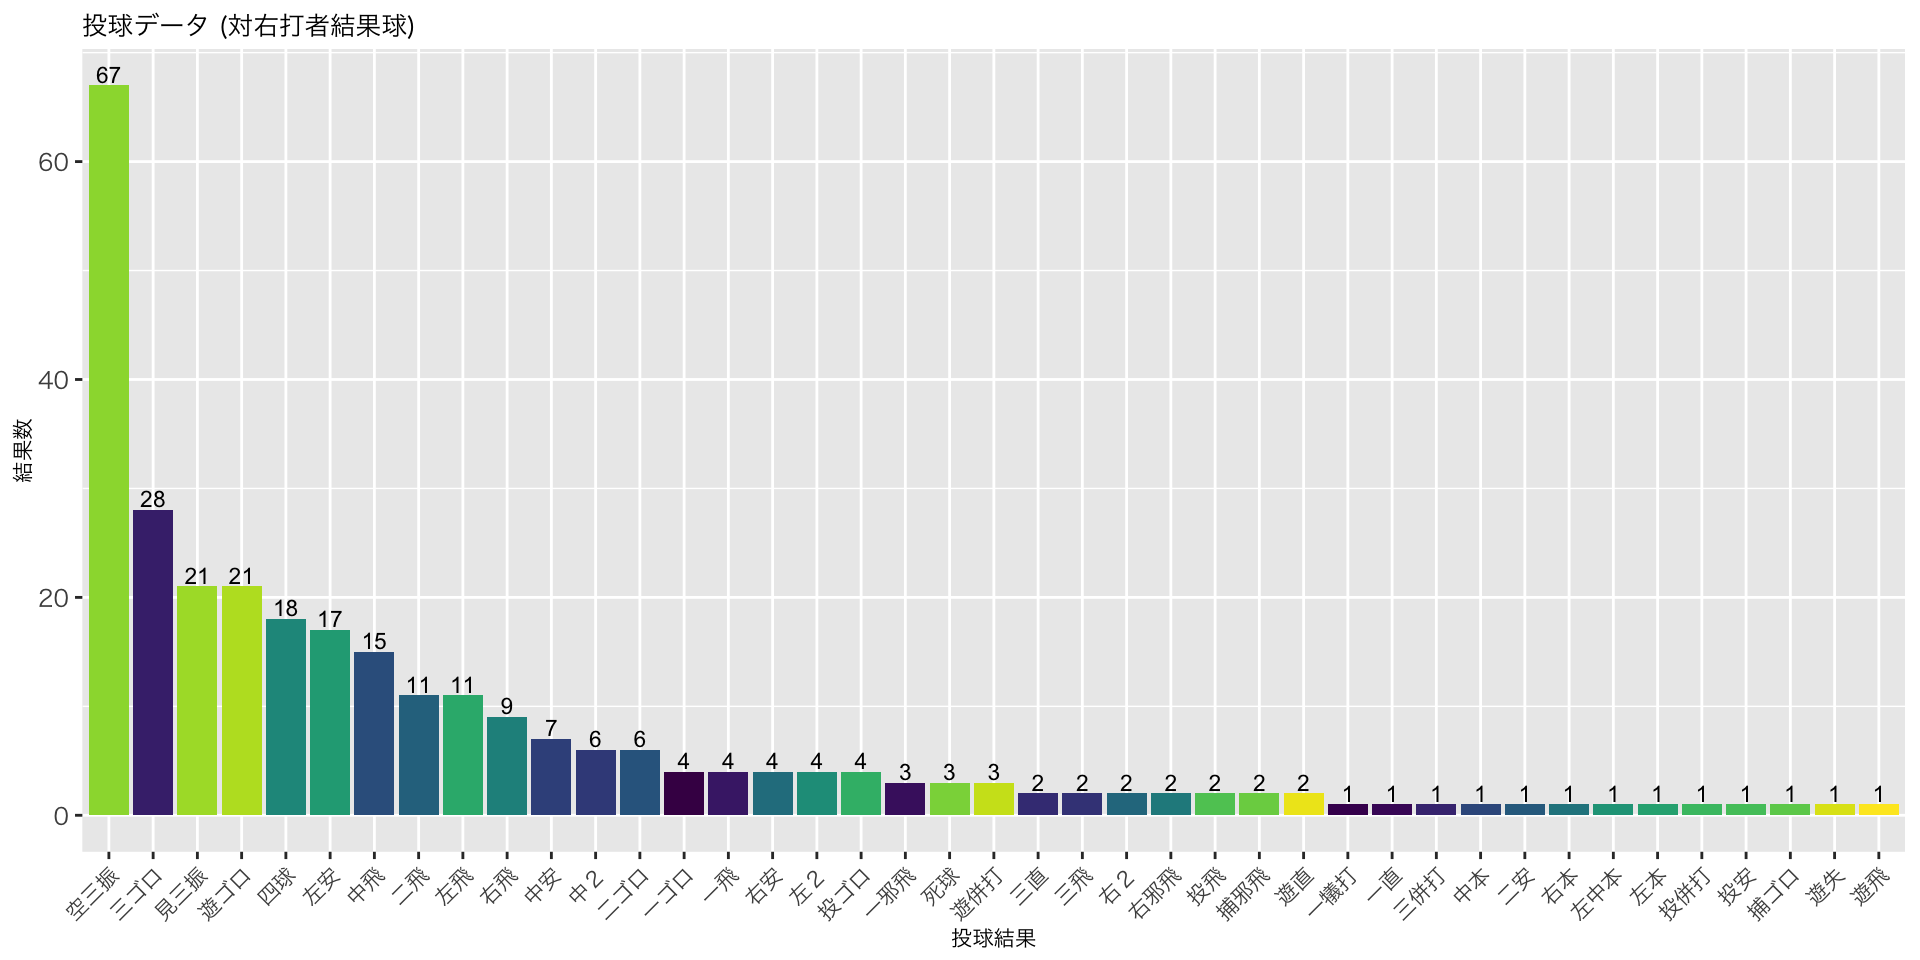 投球データ (対右打者結果球)
結果数
60
40
20
0
67
28
21
21
18
17
15
11
11
9
7
6
6
4
4
4
4
4
3
3
3
2
2
2
2
2
2
2
1
1
1
1
1
1
1
1
1
1
1
1
1
空三振
三ゴロ
見三振
遊ゴロ
四球
左安
中飛
二飛
左飛
右飛
中安
中２
二ゴロ
一ゴロ
一飛
右安
左２
投ゴロ
一邪飛
死球
遊併打
三直
三飛
右２
右邪飛
投飛
捕邪飛
遊直
一犠打
一直
三併打
中本
二安
右本
左中本
左本
投併打
投安
捕ゴロ
遊失
遊飛
投球結果